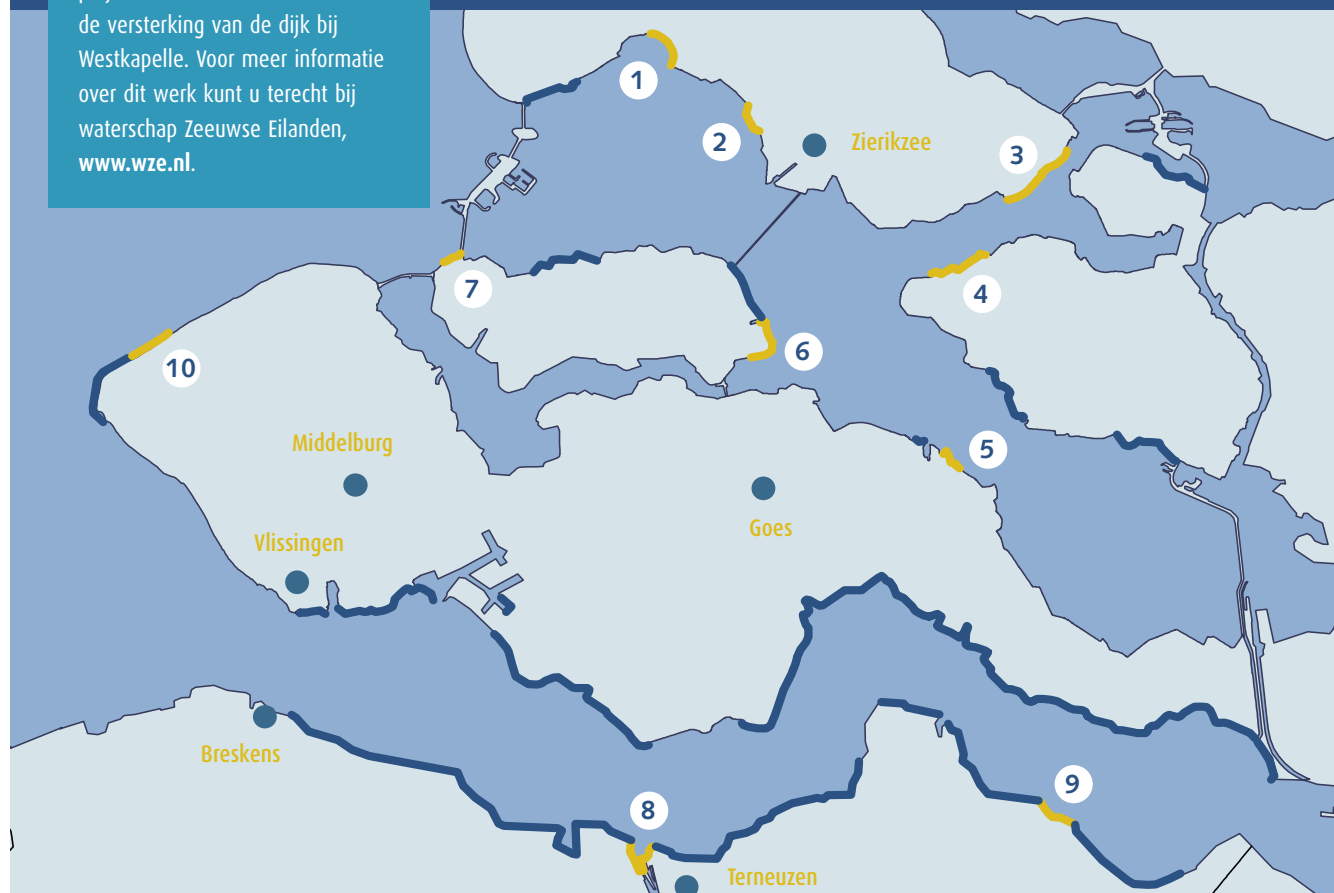 de versterking van de dijk bij
Westkapelle. Voor meer informatie
over dit werk kunt u terecht bij
waterschap Zeeuwse Eilanden,
www.wze.nl.
1
2
Zierikzee
3
7
4
6
10
Middelburg
5
Goes
Vlissingen
Breskens
9
8
Terneuzen